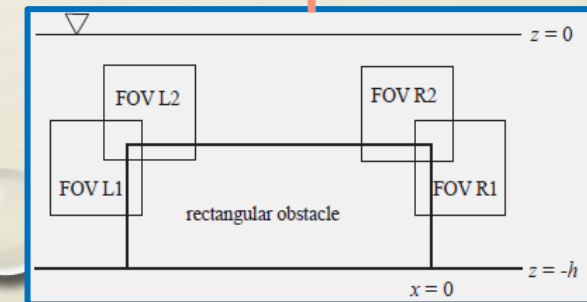 z = 0
FOV L2
FOV R2
FOV L1
FOV R1
rectangular obstacle
z = -h
x = 0